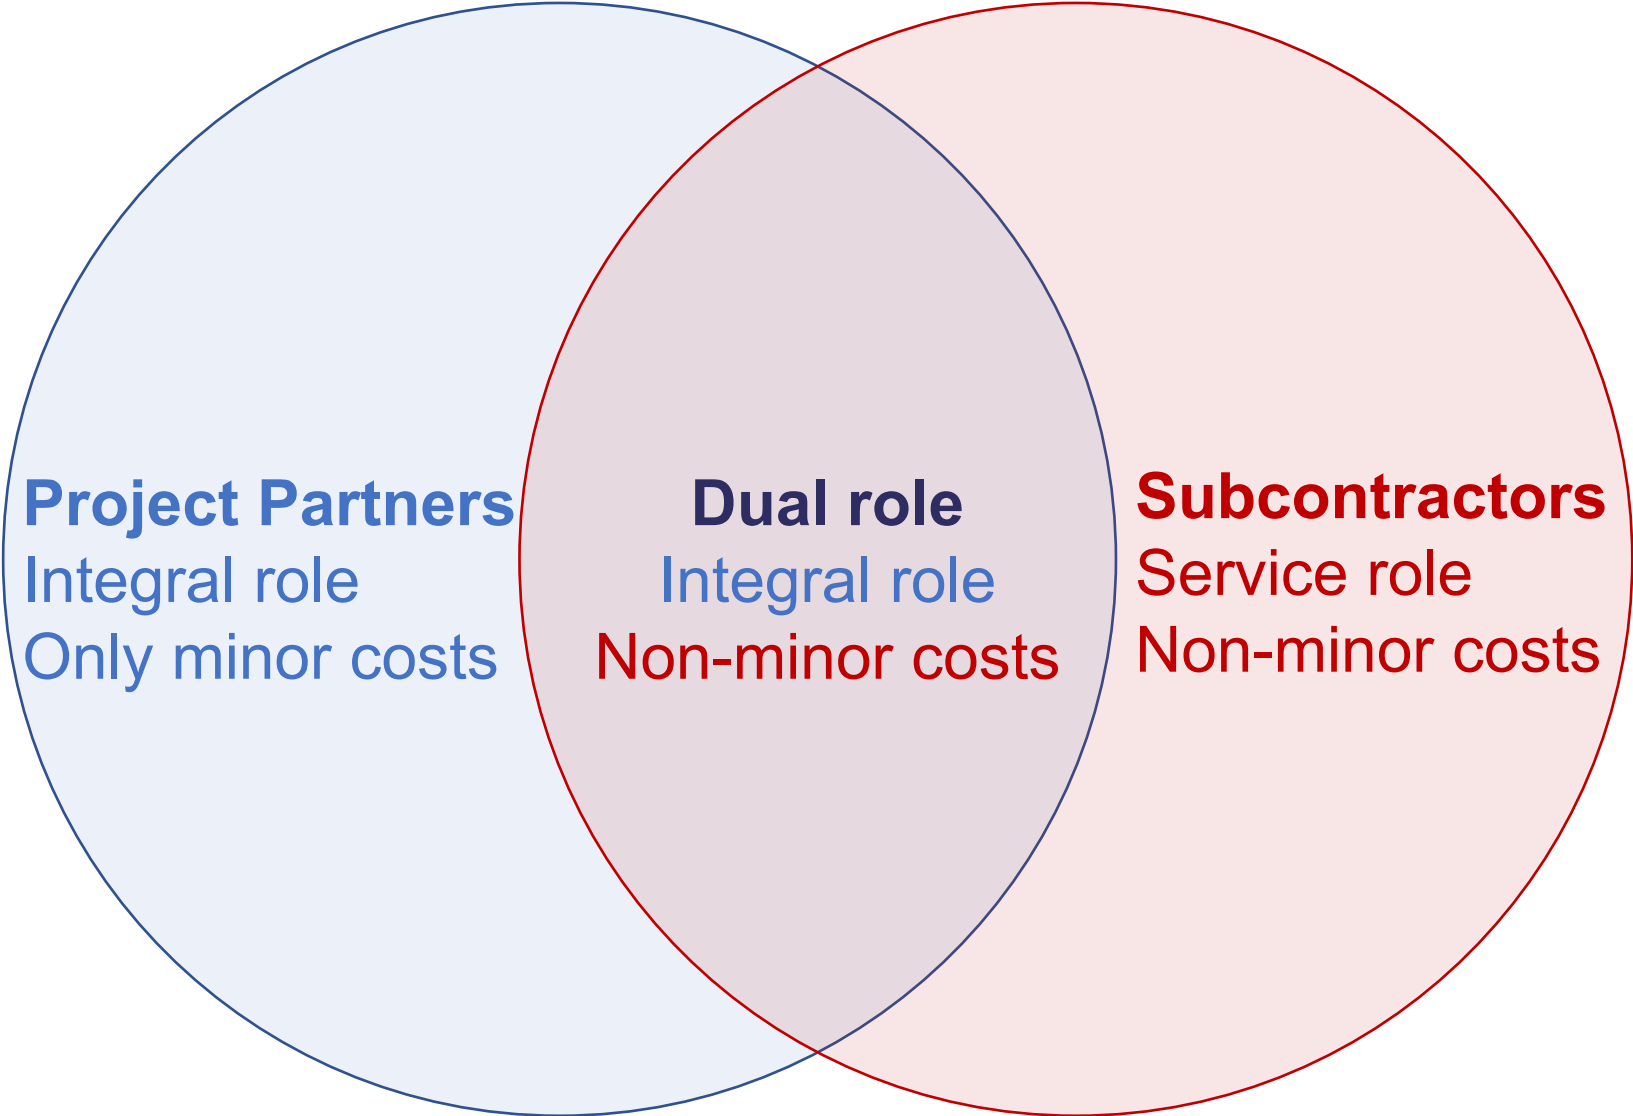 Project Partners
Integral role
Only minor costs
Dual role
Integral role
Non-minor costs
Subcontractors
Service role
Non-minor costs